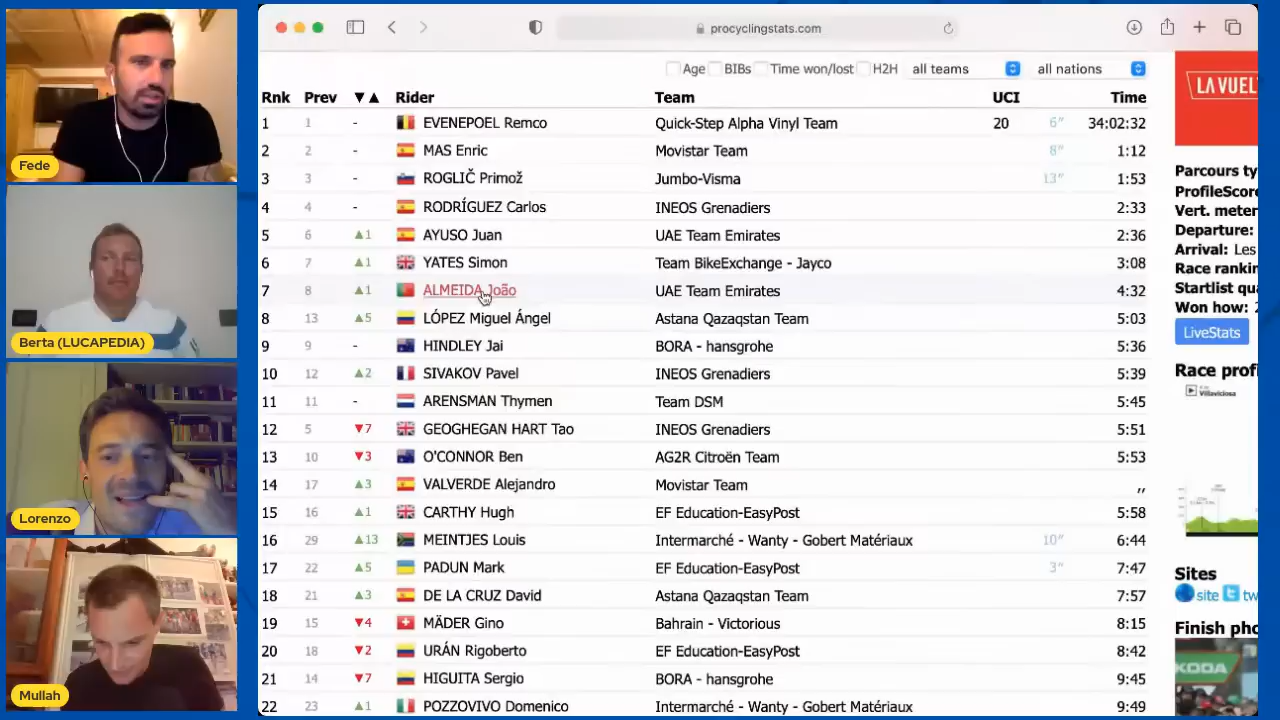 Fede
Berta (LUCAPEDIA)
Lorenzo
Mullah
procyclingstats.com
Age BIBs Time won/lost H2H all teams all nations
Rnk Prev ▼▲ Rider Team UCI Time
1 1 - EVENEPOEL Remco Quick-Step Alpha Vinyl Team 20 6″ 34:02:32
2 2 - MAS Enric Movistar Team 8″ 1:12
3 3 - ROGLIČ Primož Jumbo-Visma 13″ 1:53
4 4 - RODRÍGUEZ Carlos INEOS Grenadiers 2:33
5 6 ▲1 AYUSO Juan UAE Team Emirates 2:36
6 7 ▲1 YATES Simon Team BikeExchange - Jayco 3:08
7 8 ▲1 ALMEIDA João UAE Team Emirates 4:32
8 13 ▲5 LÓPEZ Miguel Ángel Astana Qazaqstan Team 5:03
9 9 - HINDLEY Jai BORA - hansgrohe 5:36
10 12 ▲2 SIVAKOV Pavel INEOS Grenadiers 5:39
11 11 - ARENSMAN Thymen Team DSM 5:45
12 5 ▼7 GEOGHEGAN HART Tao INEOS Grenadiers 5:51
13 10 ▼3 O'CONNOR Ben AG2R Citroën Team 5:53
14 17 ▲3 VALVERDE Alejandro Movistar Team ,,
15 16 ▲1 CARTHY Hugh EF Education-EasyPost 5:58
16 29 ▲13 MEINTJES Louis Intermarché - Wanty - Gobert Matériaux 10″ 6:44
17 22 ▲5 PADUN Mark EF Education-EasyPost 3″ 7:47
18 21 ▲3 DE LA CRUZ David Astana Qazaqstan Team 7:57
19 15 ▼4 MÄDER Gino Bahrain - Victorious 8:15
20 18 ▼2 URÁN Rigoberto EF Education-EasyPost 8:42
21 14 ▼7 HIGUITA Sergio BORA - hansgrohe 9:45
22 23 ▲1 POZZOVIVO Domenico Intermarché - Wanty - Gobert Matériaux 9:49
LA VUEL
Parcours ty
ProfileScor
Vert. meter
Departure:
Arrival: Les
Race rankin
Startlist qua
Won how: 2
LiveStats
Race profi
Villaviciosa
Sites
site tw
Finish pho
KODA